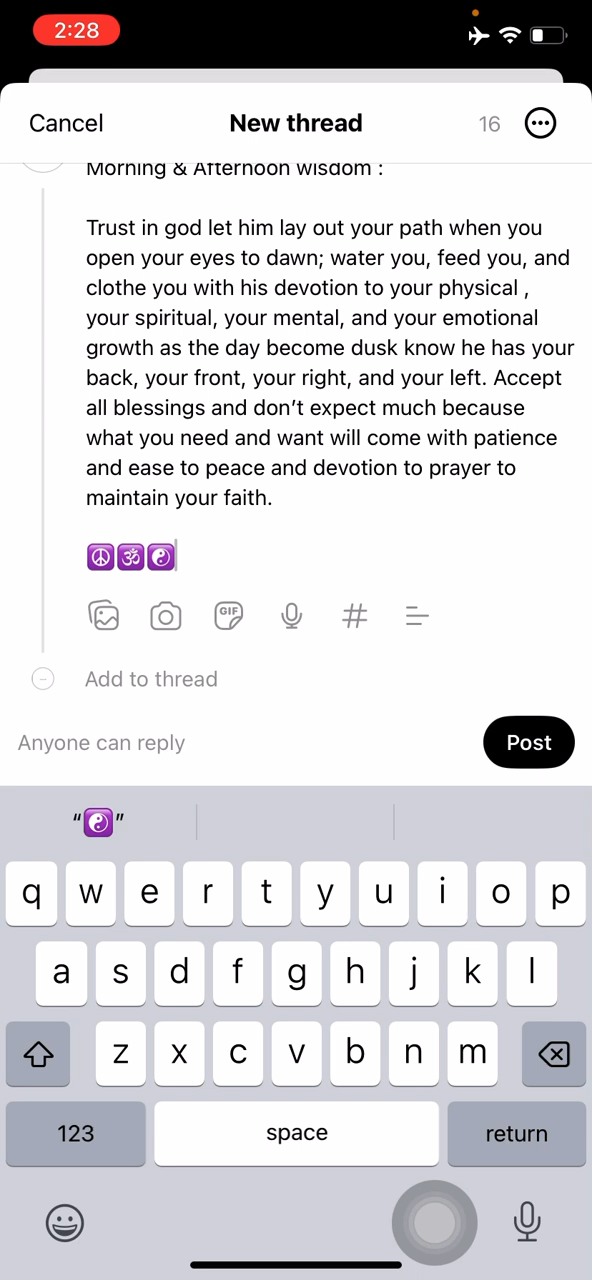 2:28
Cancel New thread 16
Morning & Afternoon wisdom :
Trust in god let him lay out your path when you
open your eyes to dawn; water you, feed you, and
clothe you with his devotion to your physical ,
your spiritual, your mental, and your emotional
growth as the day become dusk know he has your
back, your front, your right, and your left. Accept
all blessings and don’t expect much because
what you need and want will come with patience
and ease to peace and devotion to prayer to
maintain your faith.
☮️🕉️☯️
GIF #
Add to thread
Anyone can reply Post
“☯️”
q w e r t y u i o p
a s d f g h j k l
z x c v b n m
123 space return